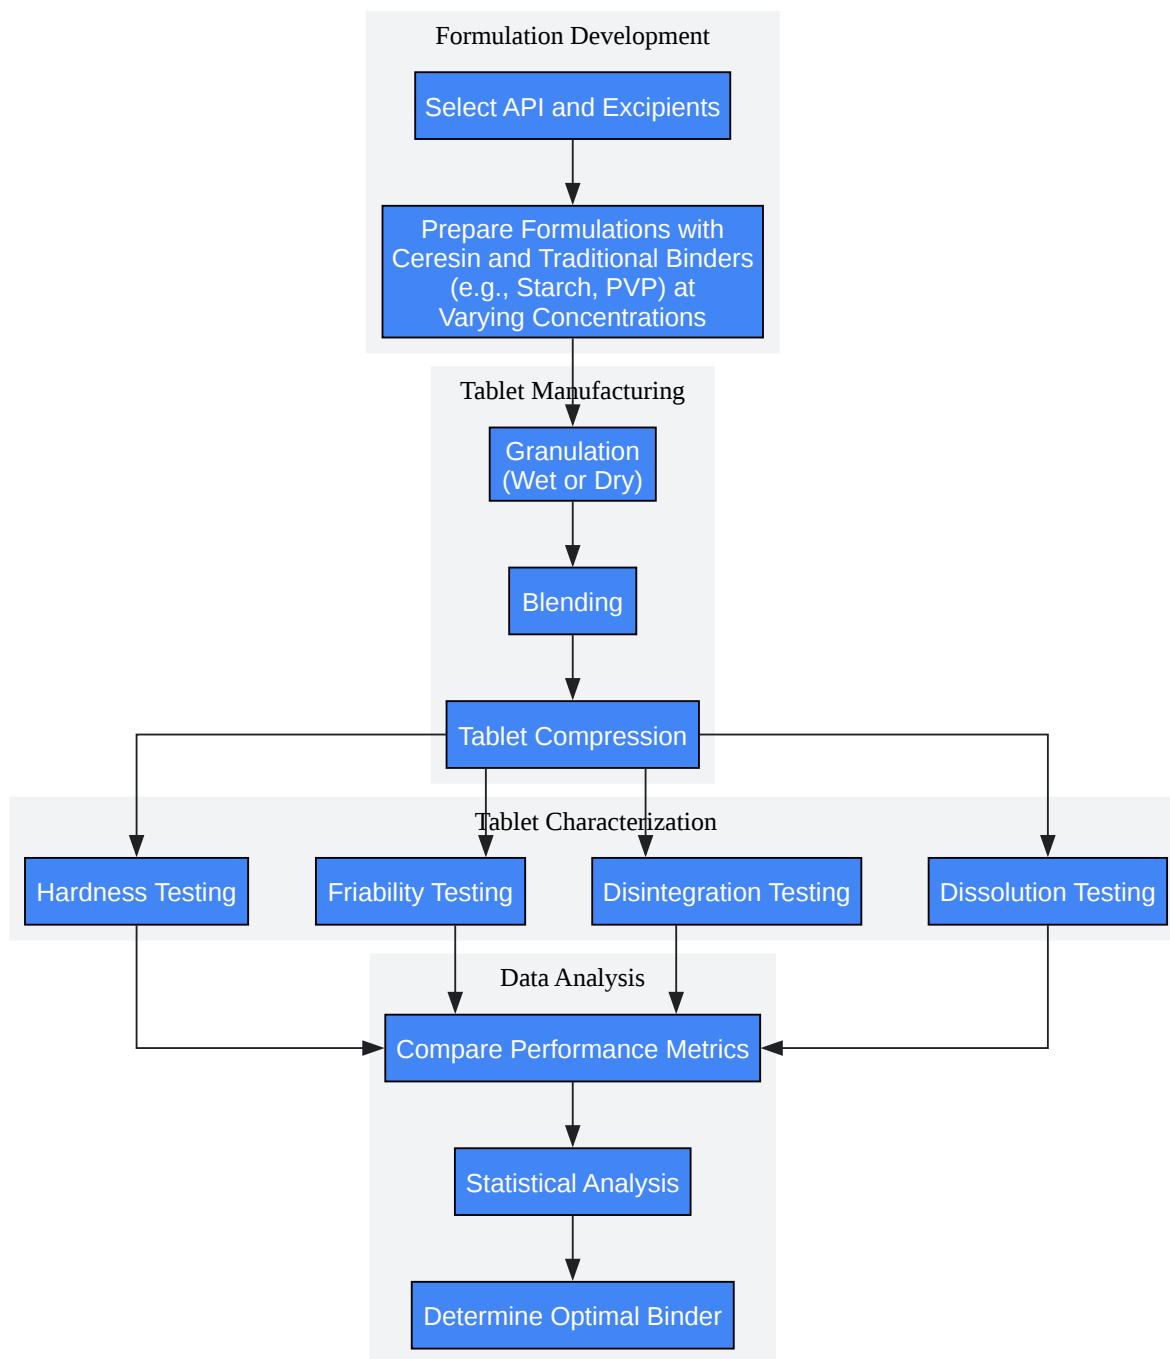 Formulation Development
Select API and Excipients
Prepare Formulations with
Ceresin and Traditional Binders
(e.g., Starch, PVP) at
Varying Concentrations
Tablet Manufacturing
Granulation
(Wet or Dry)
Blending
Tablet Compression
Tablet Characterization
Hardness Testing
Friability Testing
Disintegration Testing
Dissolution Testing
Data Analysis
Compare Performance Metrics
Statistical Analysis
Determine Optimal Binder